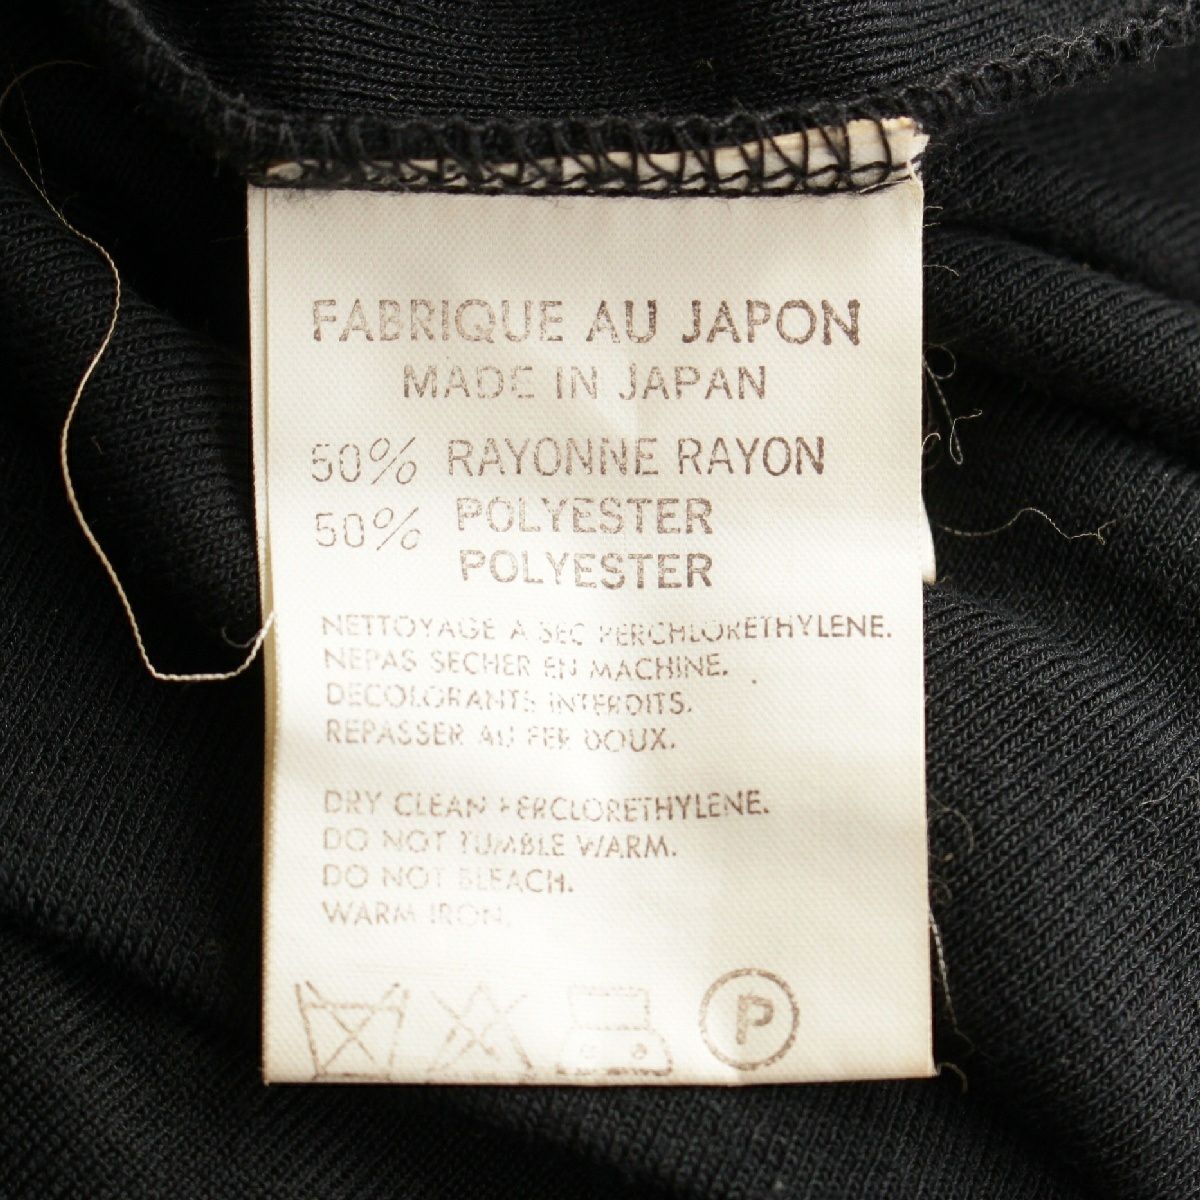 FABRIQUE AU JAPON
MADE IN JAPAN
50% RAYONNE RAYON
50% POLYESTER
POLYESTER
NETTOYAGE A SEC PERCHLORETHYLENE.
NEPAS SECHER EN MACHINE.
DECOLORANTS INTERDITS.
REPASSER AU FER DOUX.
DRY CLEAN PERCLORETHYLENE.
DO NOT TUMBLE WARM.
DO NOT BLEACH.
WARM IRON.
P